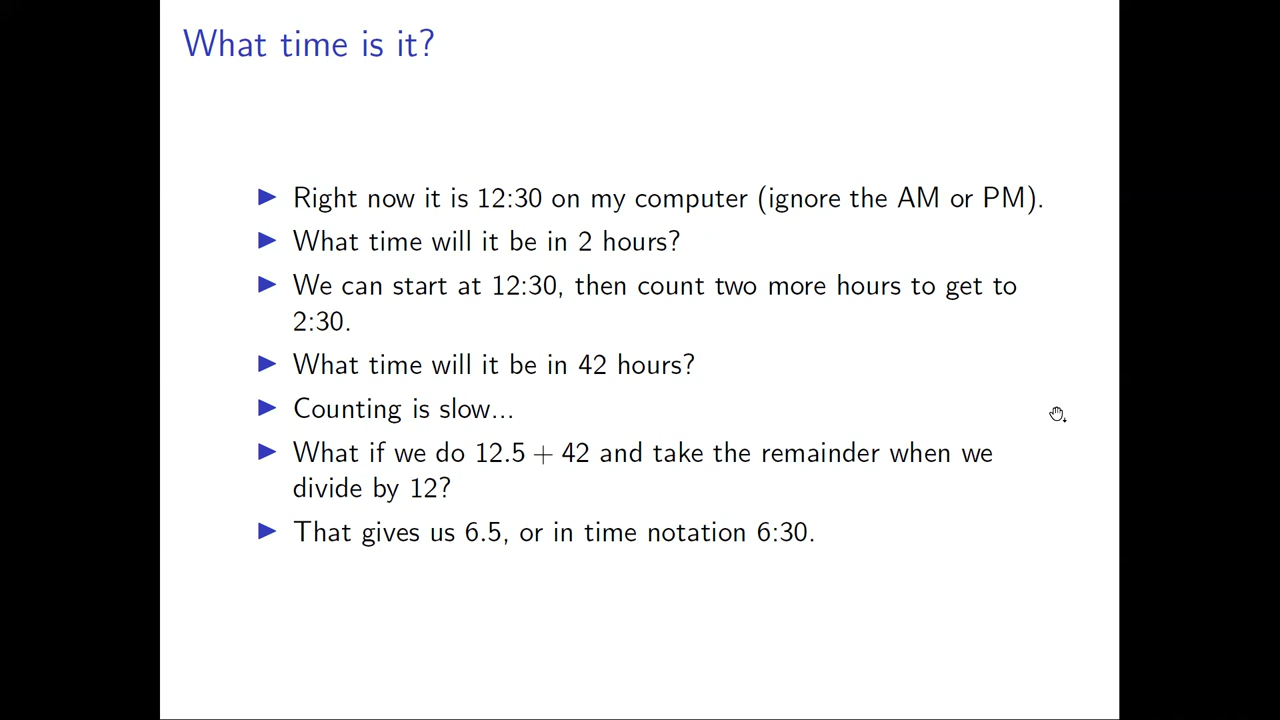 What time is it?
▶ Right now it is 12:30 on my computer (ignore the AM or PM).
▶ What time will it be in 2 hours?
▶ We can start at 12:30, then count two more hours to get to
2:30.
▶ What time will it be in 42 hours?
▶ Counting is slow...
▶ What if we do 12.5 + 42 and take the remainder when we
divide by 12?
▶ That gives us 6.5, or in time notation 6:30.